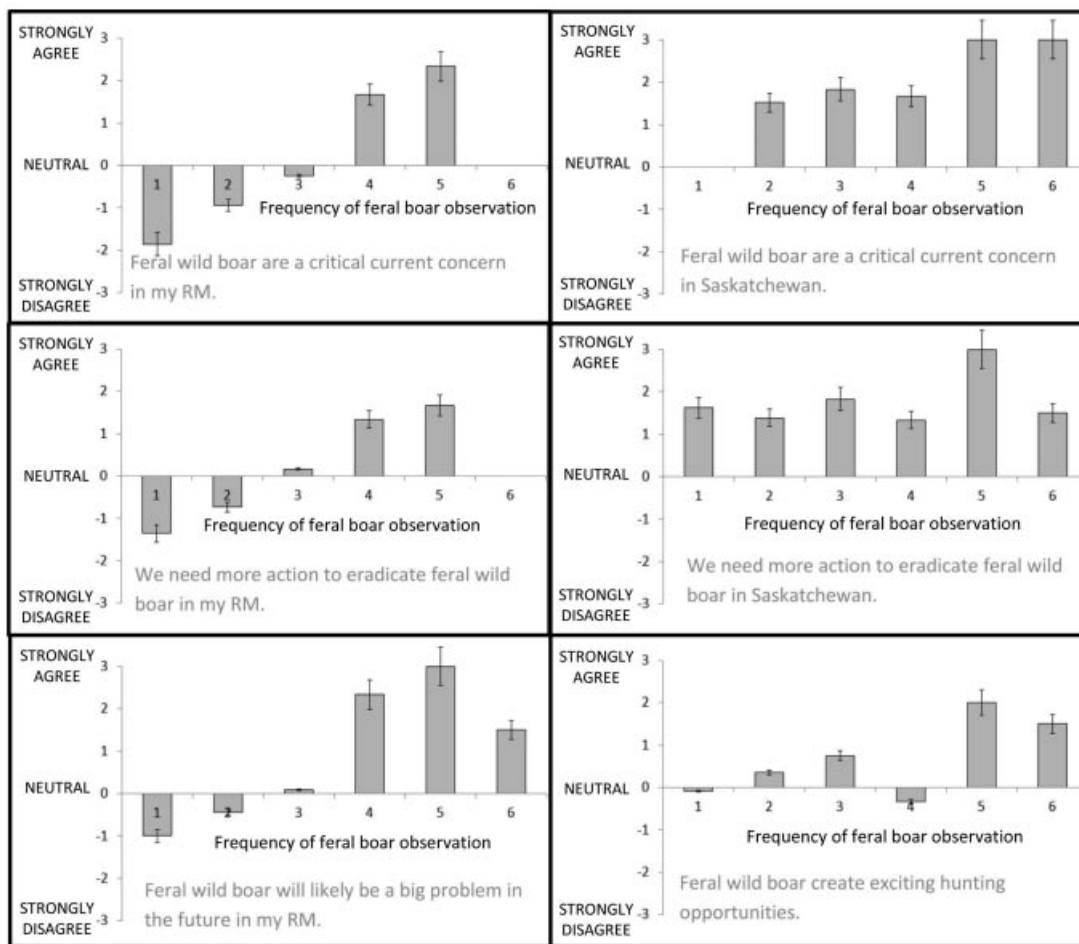 STRONGLY
AGREE
3
2
1
NEUTRAL
0
1
2
3
4
5
6
-1
Frequency of feral boar observation
-2
Feral wild boar are a critical current concern
in my RM.
STRONGLY
DISAGREE
-3
STRONGLY
AGREE
3
2
1
NEUTRAL
0
1
2
3
4
5
6
-1
Frequency of feral boar observation
-2
Feral wild boar are a critical current concern
in Saskatchewan.
STRONGLY
DISAGREE
-3
STRONGLY
AGREE
3
2
1
NEUTRAL
0
1
2
3
4
5
6
-1
Frequency of feral boar observation
-2
We need more action to eradicate feral wild
boar in my RM.
STRONGLY
DISAGREE
-3
STRONGLY
AGREE
3
2
1
NEUTRAL
0
1
2
3
4
5
6
-1
Frequency of feral boar observation
-2
We need more action to eradicate feral wild
boar in Saskatchewan.
STRONGLY
DISAGREE
-3
STRONGLY
AGREE
3
2
1
NEUTRAL
0
1
2
3
4
5
6
-1
Frequency of feral boar observation
-2
Feral wild boar will likely be a big problem in
the future in my RM.
STRONGLY
DISAGREE
-3
STRONGLY
AGREE
3
2
1
NEUTRAL
0
1
2
3
4
5
6
-1
Frequency of feral boar observation
-2
Feral wild boar create exciting hunting
opportunities.
STRONGLY
DISAGREE
-3